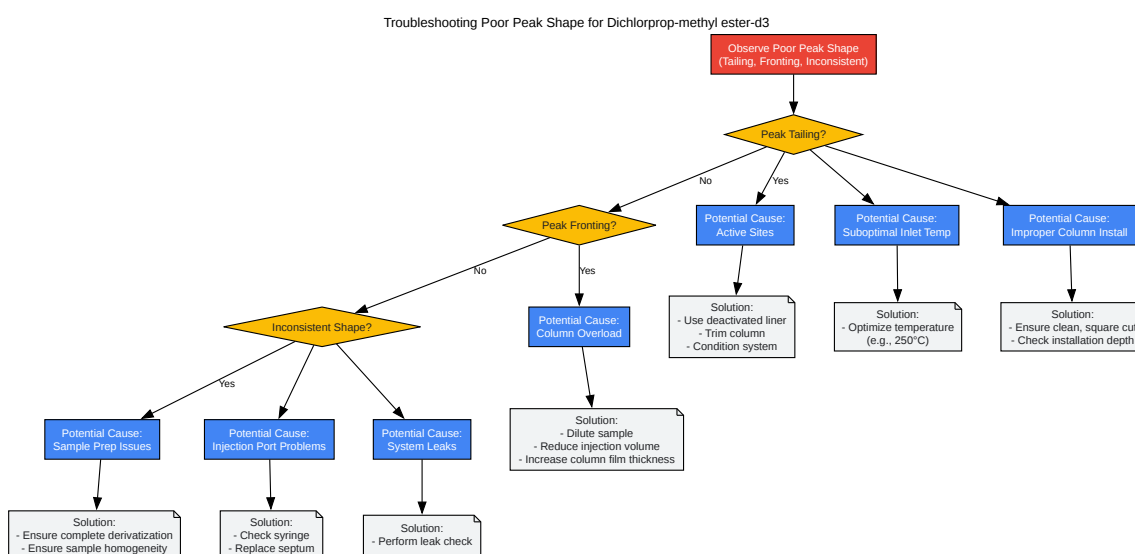 Troubleshooting Poor Peak Shape for Dichlorprop-methyl ester-d3
Observe Poor Peak Shape
(Tailing, Fronting, Inconsistent)
Peak Tailing?
No
Yes
Peak Fronting?
Potential Cause:
Active Sites
Potential Cause:
Suboptimal Inlet Temp
Potential Cause:
Improper Column Install
No
Yes
Solution:
- Use deactivated liner
- Trim column
- Condition system
Solution:
- Optimize temperature
(e.g., 250°C)
Solution:
- Ensure clean, square cut
- Check installation depth
Inconsistent Shape?
Potential Cause:
Column Overload
Yes
Solution:
- Dilute sample
- Reduce injection volume
- Increase column film thickness
Potential Cause:
Sample Prep Issues
Potential Cause:
Injection Port Problems
Potential Cause:
System Leaks
Solution:
- Ensure complete derivatization
- Ensure sample homogeneity
Solution:
- Check syringe
- Replace septum
Solution:
- Perform leak check